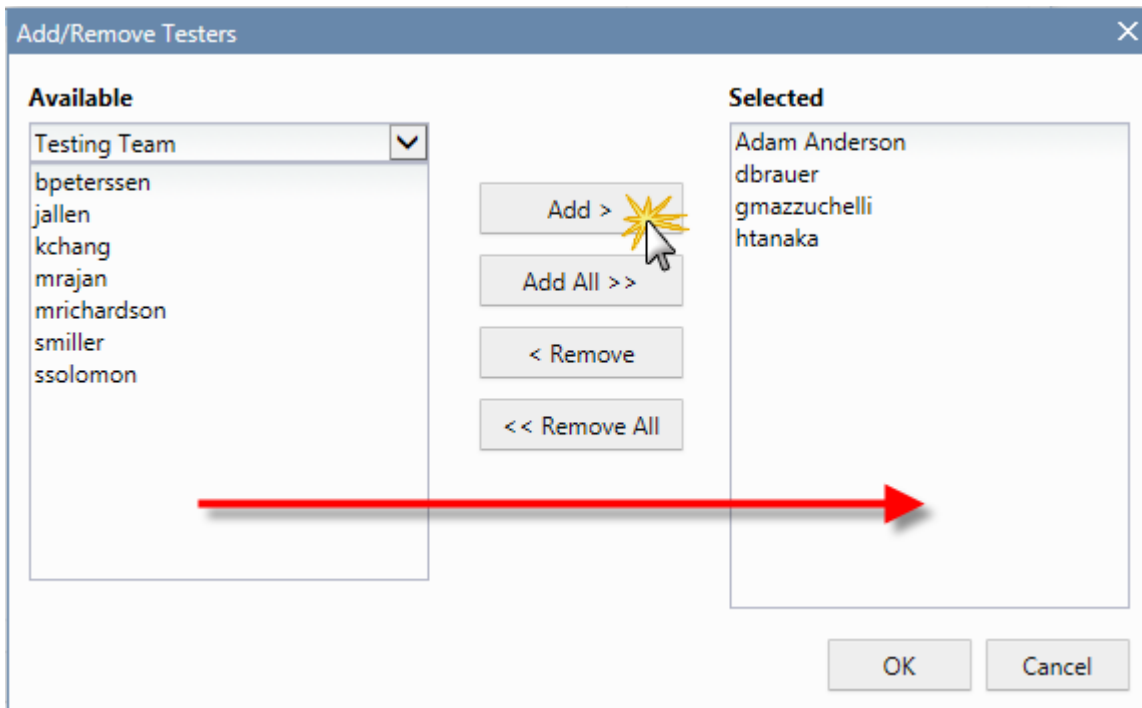 Add/Remove Testers
Available
Testing Team
bpeterssen
jallen
kchang
mrajan
mrichardson
smiller
ssolomon
Add >
Add All >>
< Remove
<< Remove All
Selected
Adam Anderson
dbrauer
gmazzuchelli
htanaka
OK
Cancel